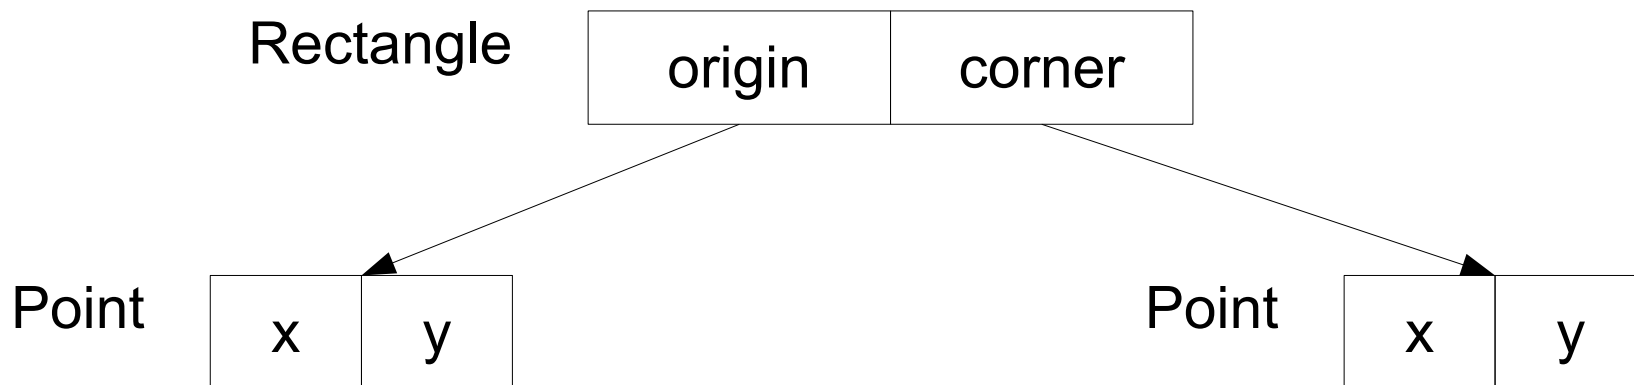 Rectangle
origin corner
Point x y Point x y